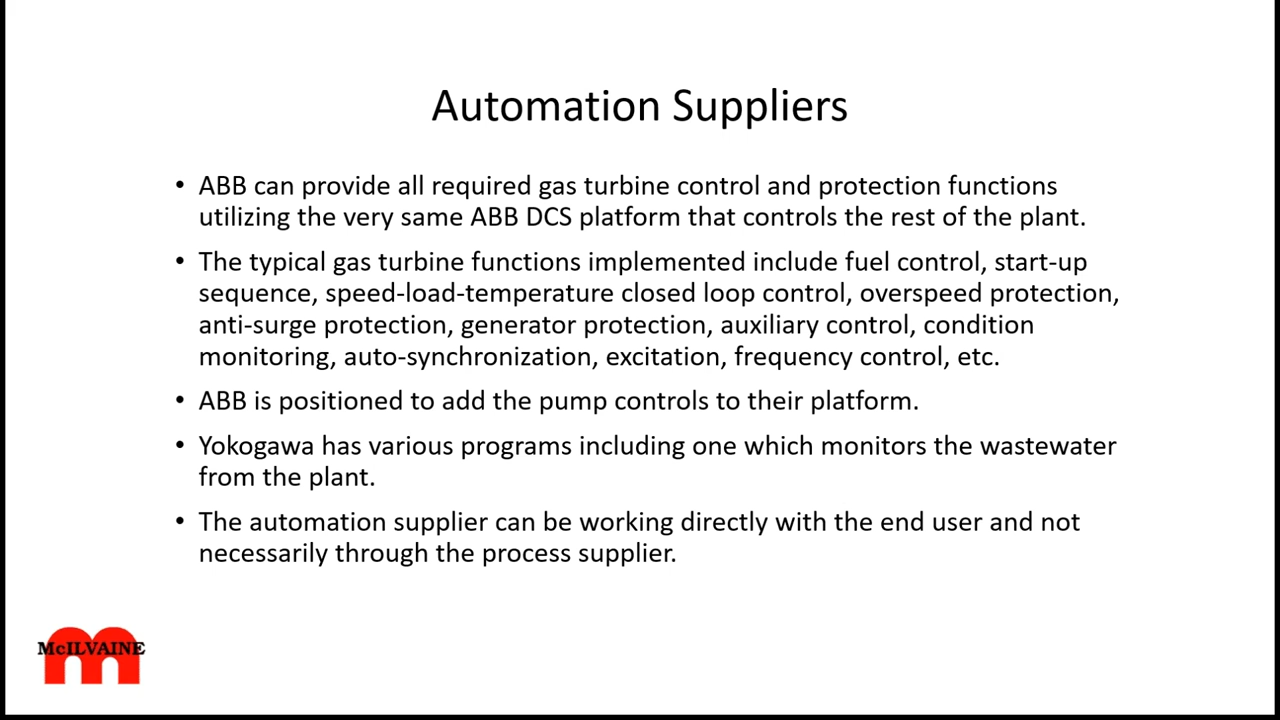 Automation Suppliers
• ABB can provide all required gas turbine control and protection functions
utilizing the very same ABB DCS platform that controls the rest of the plant.
• The typical gas turbine functions implemented include fuel control, start-up
sequence, speed-load-temperature closed loop control, overspeed protection,
anti-surge protection, generator protection, auxiliary control, condition
monitoring, auto-synchronization, excitation, frequency control, etc.
• ABB is positioned to add the pump controls to their platform.
• Yokogawa has various programs including one which monitors the wastewater
from the plant.
• The automation supplier can be working directly with the end user and not
necessarily through the process supplier.
McILVAINE